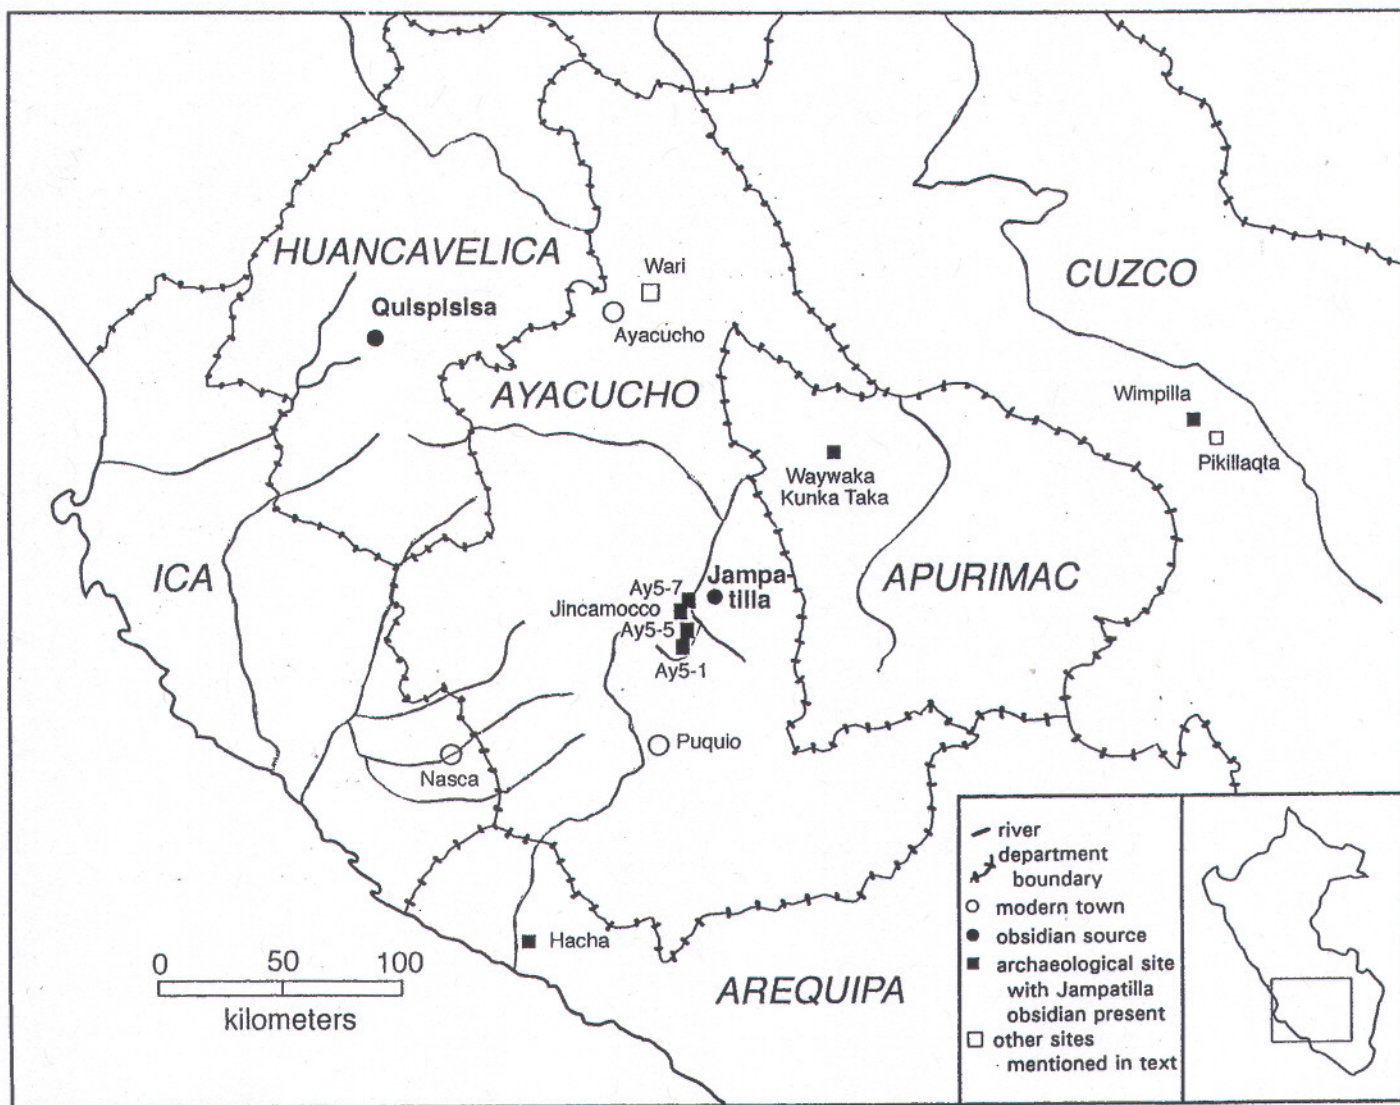 HUANCAVELICA
Quispisisa
Wari
Ayacucho
AYACUCHO
CUZCO
Wimpilla
Pikillaqta
Waywaka
Kunka Taka
ICA
APURIMAC
Jampa-
tilla
Ay5-7
Jincamocco
Ay5-5
Ay5-1
Puquio
Nasca
Hacha
AREQUIPA
0 50 100
kilometers
river
department
boundary
modern town
obsidian source
archaeological site
with Jampatilla
obsidian present
other sites
mentioned in text